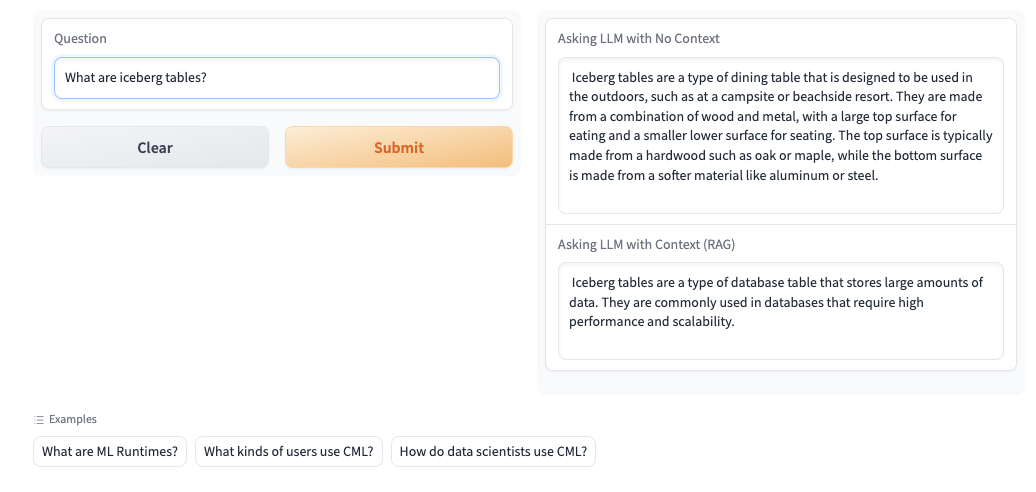 Question
What are iceberg tables?
Clear
Submit
Asking LLM with No Context
Iceberg tables are a type of dining table that is designed to be used in
the outdoors, such as at a campsite or beachside resort. They are made
from a combination of wood and metal, with a large top surface for
eating and a smaller lower surface for seating. The top surface is typically
made from a hardwood such as oak or maple, while the bottom surface
is made from a softer material like aluminum or steel.
Asking LLM with Context (RAG)
Iceberg tables are a type of database table that stores large amounts of
data. They are commonly used in databases that require high
performance and scalability.
Examples
What are ML Runtimes?
What kinds of users use CML?
How do data scientists use CML?